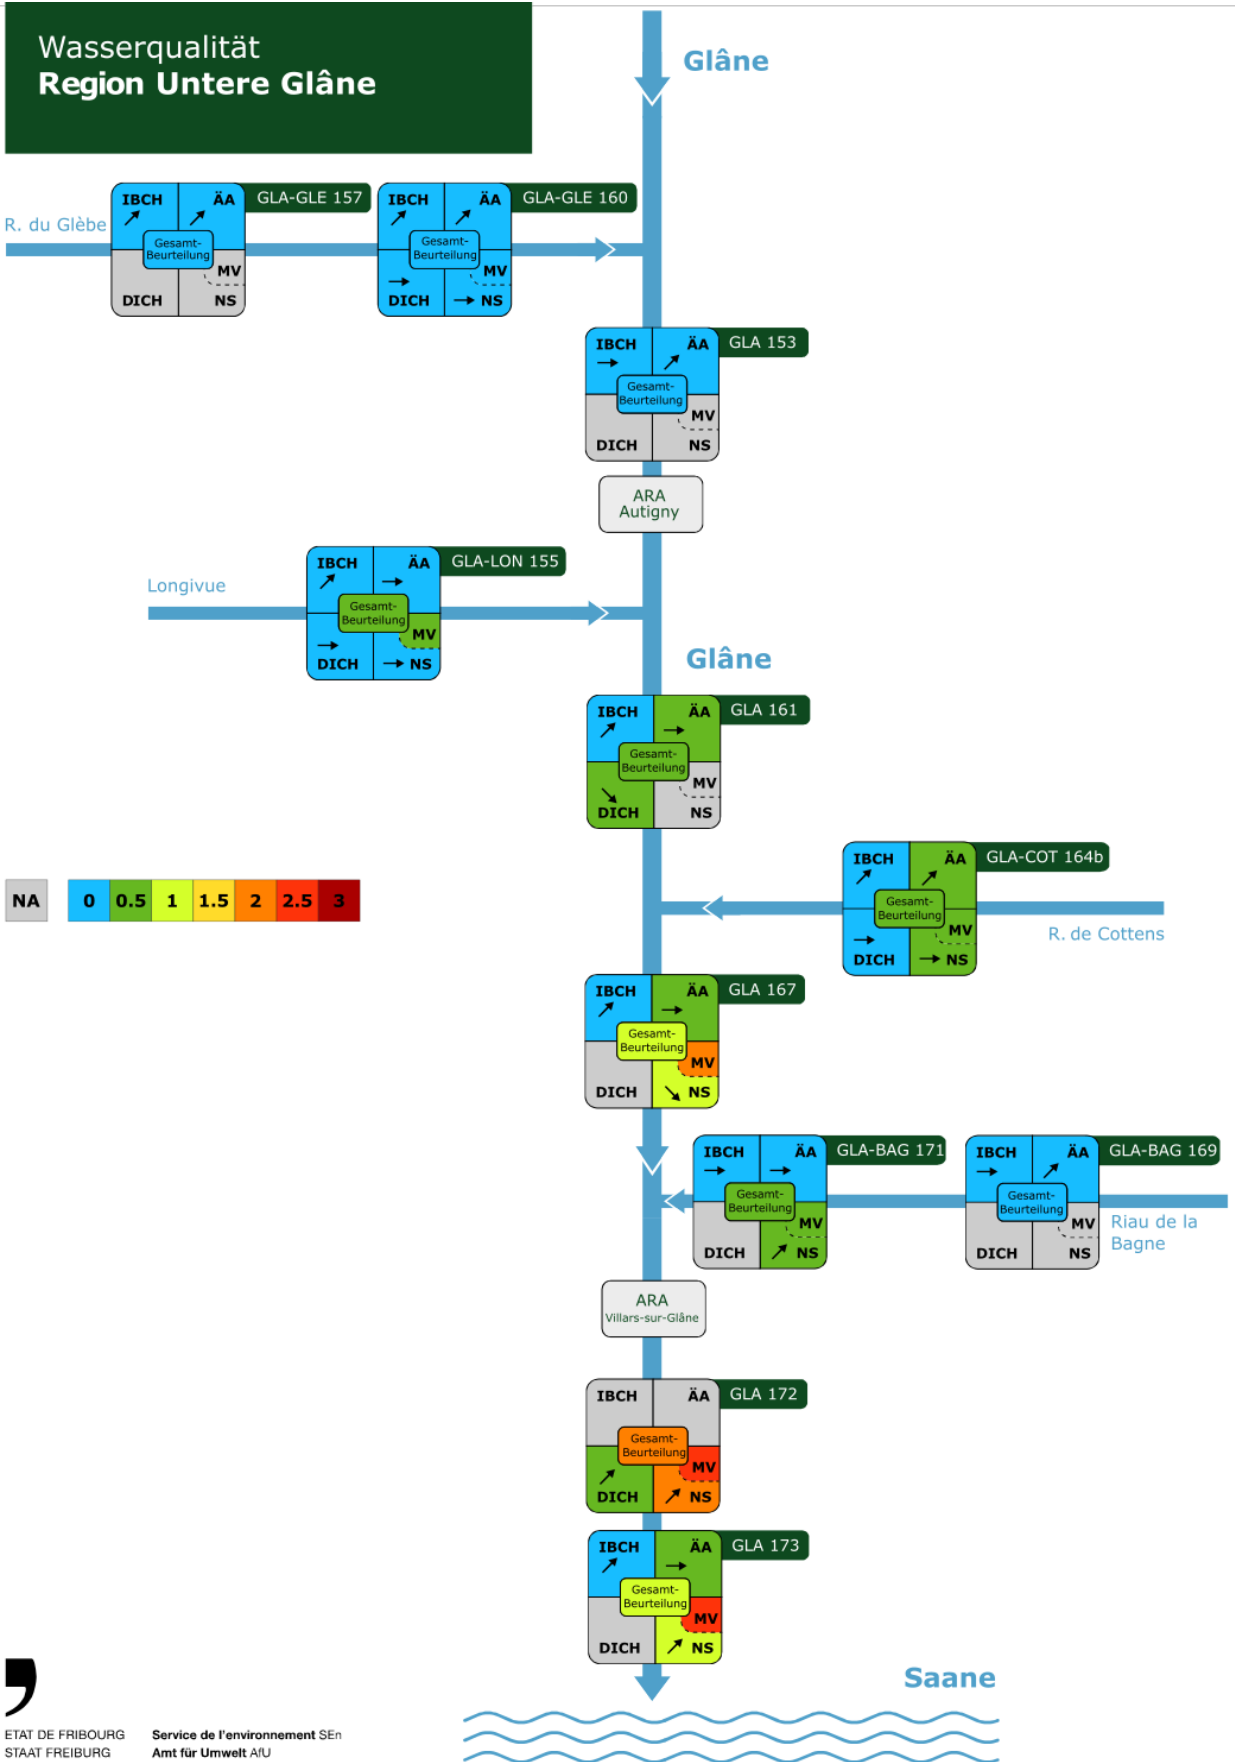 Wasserqualität
Region Untere Glâne
Glâne
IBCH
ÄA
GLA-GLE 157
Gesamt-
Beurteilung
MV
DICH
NS
IBCH
ÄA
GLA-GLE 160
Gesamt-
Beurteilung
MV
DICH
NS
R. du Glèbe
IBCH
ÄA
GLA 153
Gesamt-
Beurteilung
MV
DICH
NS
ARA
Autigny
IBCH
ÄA
GLA-LON 155
Gesamt-
Beurteilung
MV
DICH
NS
Longivue
Glâne
IBCH
ÄA
GLA 161
Gesamt-
Beurteilung
MV
DICH
NS
IBCH
ÄA
GLA-COT 164b
Gesamt-
Beurteilung
MV
DICH
NS
R. de Cottens
NA 0 0.5 1 1.5 2 2.5 3
IBCH
ÄA
GLA 167
Gesamt-
Beurteilung
MV
DICH
NS
IBCH
ÄA
GLA-BAG 171
Gesamt-
Beurteilung
MV
DICH
NS
IBCH
ÄA
GLA-BAG 169
Gesamt-
Beurteilung
MV
DICH
NS
Riau de la
Bagne
ARA
Villars-sur-Glâne
IBCH
ÄA
GLA 172
Gesamt-
Beurteilung
MV
DICH
NS
IBCH
ÄA
GLA 173
Gesamt-
Beurteilung
MV
DICH
NS
Saane
ETAT DE FRIBOURG
STAAT FREIBURG
Service de l'environnement SEn
Amt für Umwelt AfU